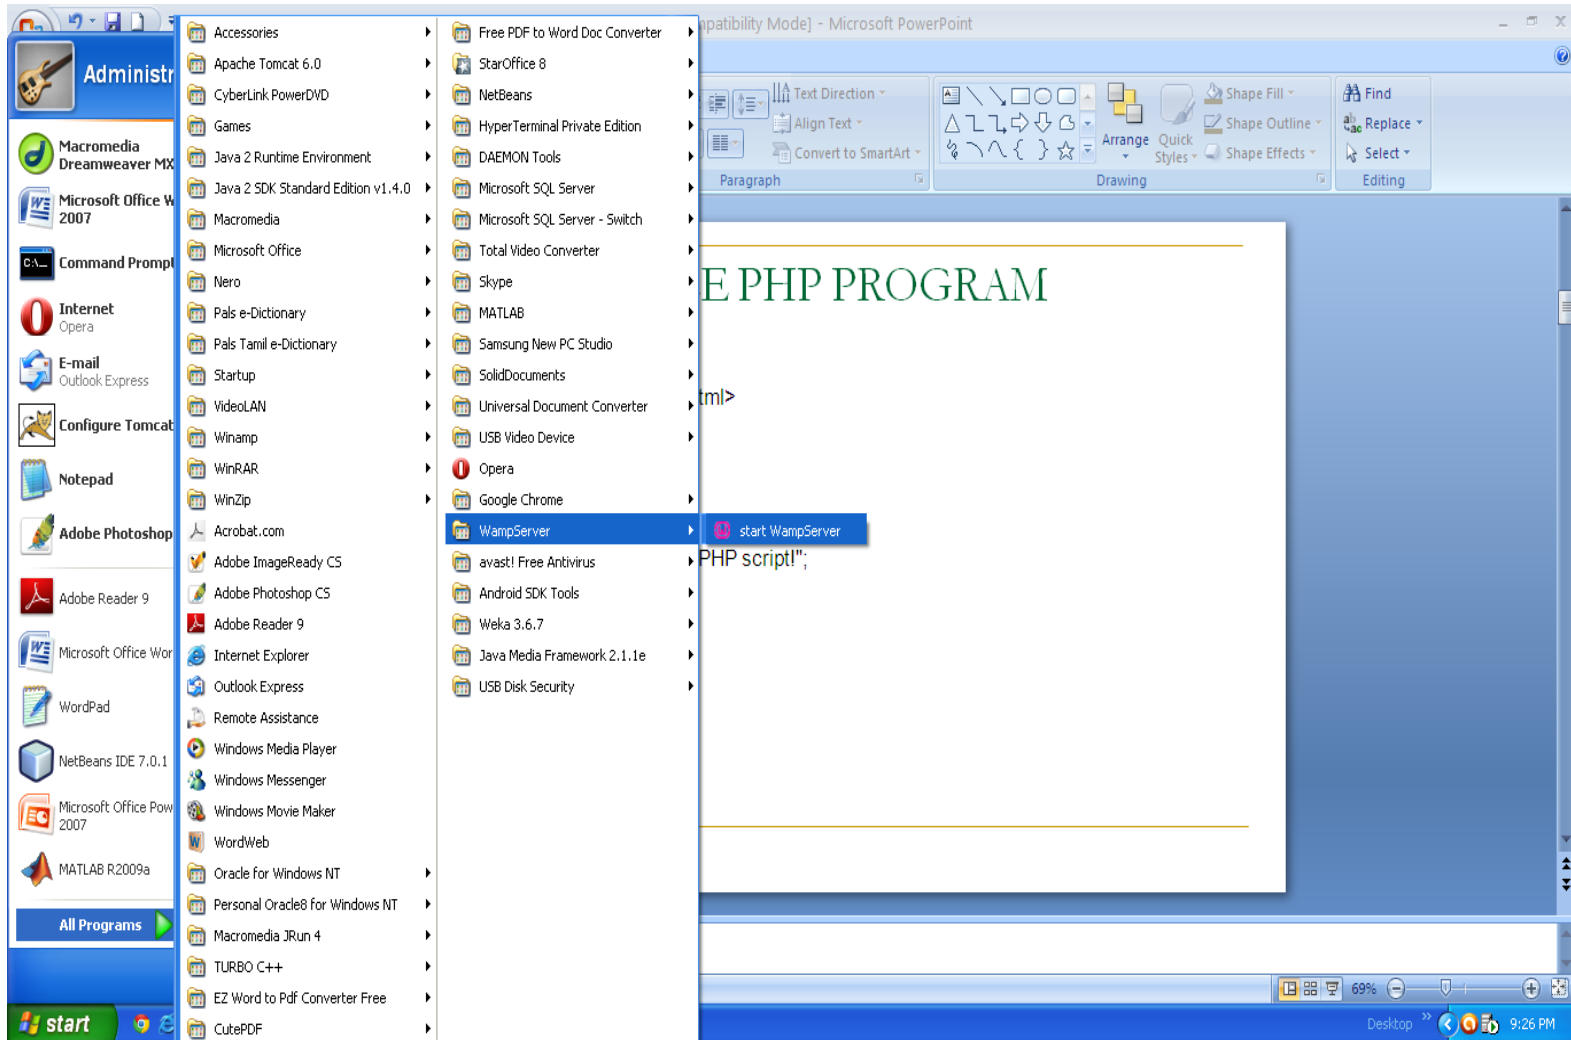 npatibility Mode] - Microsoft PowerPoint
Administr
Macromedia
Dreamweaver MX
Microsoft Office W
2007
Command Prompt
Internet
Opera
E-mail
Outlook Express
Configure Tomcat
Notepad
Adobe Photoshop
Adobe Reader 9
Microsoft Office Wor
WordPad
NetBeans IDE 7.0.1
Microsoft Office Pow
2007
MATLAB R2009a
All Programs
start
Accessories
Apache Tomcat 6.0
CyberLink PowerDVD
Games
Java 2 Runtime Environment
Java 2 SDK Standard Edition v1.4.0
Macromedia
Microsoft Office
Nero
Pals e-Dictionary
Pals Tamil e-Dictionary
Startup
VideoLAN
Winamp
WinRAR
WinZip
Acrobat.com
Adobe ImageReady CS
Adobe Photoshop CS
Adobe Reader 9
Internet Explorer
Outlook Express
Remote Assistance
Windows Media Player
Windows Messenger
Windows Movie Maker
WordWeb
Oracle for Windows NT
Personal Oracle8 for Windows NT
Macromedia JRun 4
TURBO C++
EZ Word to Pdf Converter Free
CutePDF
Free PDF to Word Doc Converter
StarOffice 8
NetBeans
HyperTerminal Private Edition
DAEMON Tools
Microsoft SQL Server
Microsoft SQL Server - Switch
Total Video Converter
Skype
MATLAB
Samsung New PC Studio
SolidDocuments
Universal Document Converter
USB Video Device
Opera
Google Chrome
WampServer
avast! Free Antivirus
Android SDK Tools
Weka 3.6.7
Java Media Framework 2.1.1e
USB Disk Security
start WampServer
Text Direction
Align Text
Convert to SmartArt
Paragraph
Arrange
Quick
Styles
Shape Fill
Shape Outline
Shape Effects
Drawing
Find
Replace
Select
Editing
E PHP PROGRAM
tml>
PHP script!";
69%
Desktop
9:26 PM